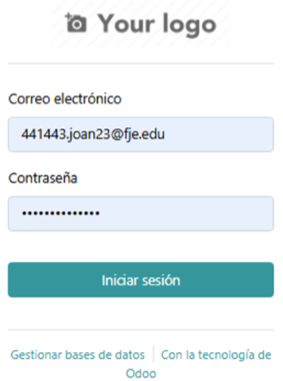 Your logo
Correo electrónico
441443.joan23@fje.edu
Contraseña
••••••••••••••
Iniciar sesión
Gestionar bases de datos | Con la tecnología de
Odoo